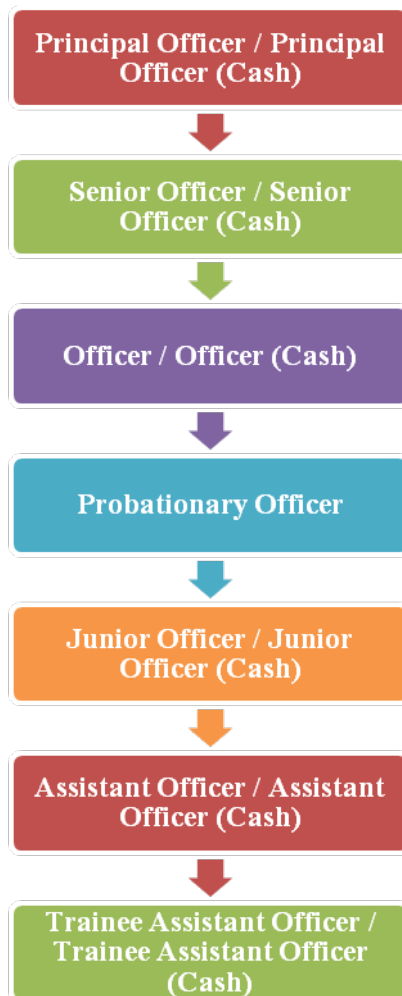 Principal Officer / Principal
Officer (Cash)
Senior Officer / Senior
Officer (Cash)
Officer / Officer (Cash)
Probationary Officer
Junior Officer / Junior
Officer (Cash)
Assistant Officer / Assistant
Officer (Cash)
Trainee Assistant Officer /
Trainee Assistant Officer
(Cash)